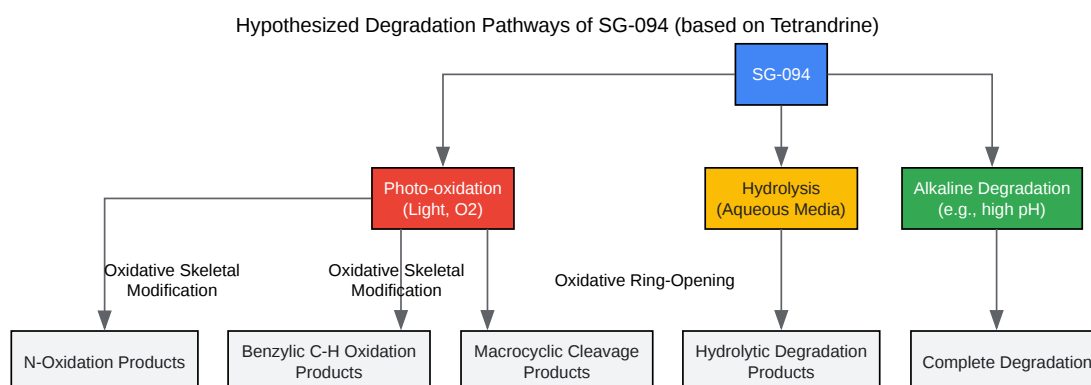 Hypothesized Degradation Pathways of SG-094 (based on Tetrandrine)
SG-094
Photo-oxidation
(Light, O2)
Hydrolysis
(Aqueous Media)
Alkaline Degradation
(e.g., high pH)
Oxidative Skeletal
Modification
Oxidative Skeletal
Modification
Oxidative Ring-Opening
N-Oxidation Products
Benzylic C-H Oxidation
Products
Macrocyclic Cleavage
Products
Hydrolytic Degradation
Products
Complete Degradation